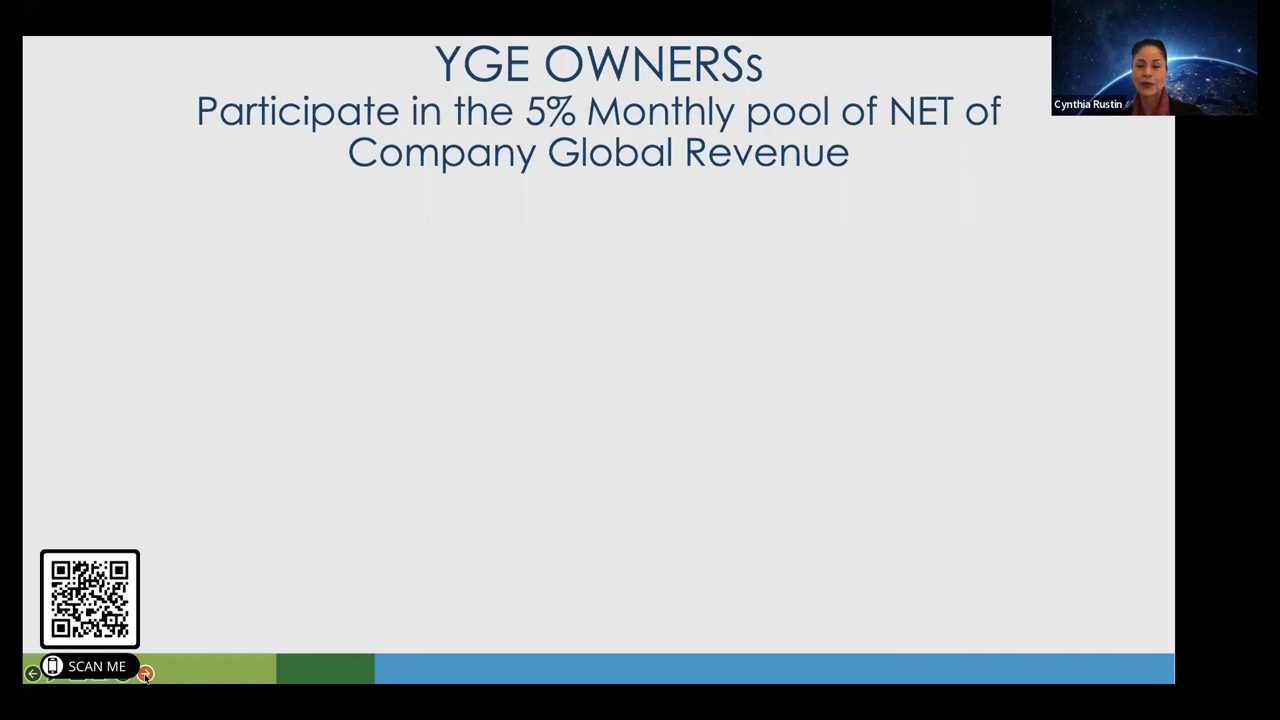 YGE OWNERSs
Participate in the 5% Monthly pool of NET of
Company Global Revenue
Cynthia Rustin
SCAN ME